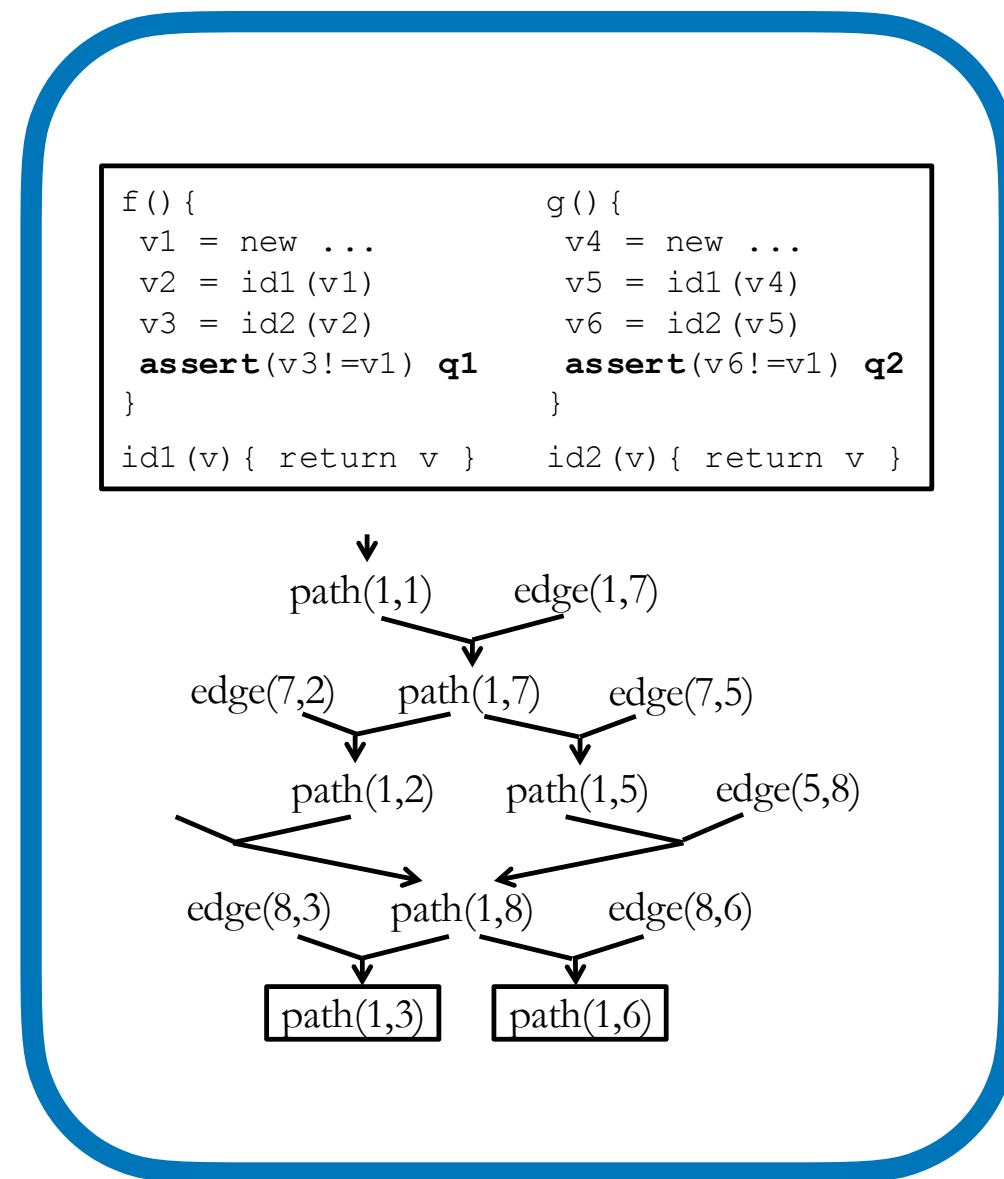 f(){ g(){
v1 = new ... v4 = new ...
v2 = id1(v1) v5 = id1(v4)
v3 = id2(v2) v6 = id2(v5)
assert(v3!=v1) q1 assert(v6!=v1) q2
} }
id1(v){ return v } id2(v){ return v }
path(1,1) edge(1,7)
edge(7,2) path(1,7) edge(7,5)
path(1,2) path(1,5) edge(5,8)
edge(8,3) path(1,8) edge(8,6)
path(1,3) path(1,6)